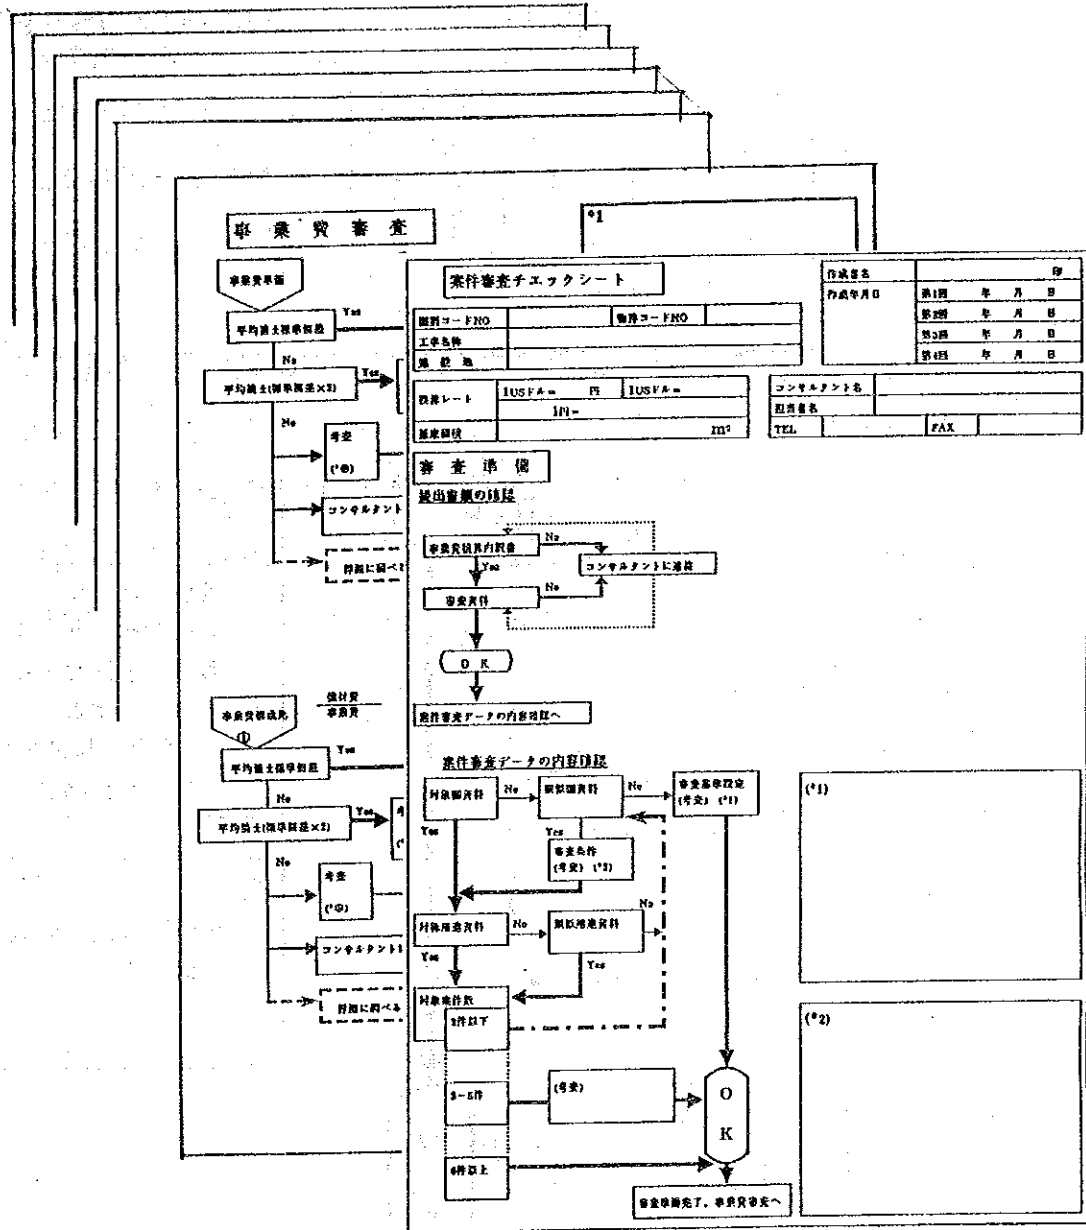 事業費審査
*1
事業費単価
Yes
平均値±標準偏差
No
平均値±(標準偏差×2)
Yes
No
考査
コンサルタント
詳細に調べる
事業費構成比
①
強材費
事業費
平均値±標準偏差
Yes
No
平均値±(標準偏差×2)
Yes
No
考査
コンサルタント
詳細に調べる
案件審査チェックシート
作成者名 印
作成年月日 第1回 年 月 日
第2回 年 月 日
第3回 年 月 日
第4回 年 月 日
国別コードNO
コードNO
工事名称
建設地
換算レート 1USドル= 円 1USドル=
1円=
延床面積 m²
コンサルタント名
担当者名
TEL FAX
審査準備
提出書類の確認
事業費積算内訳書
No
コンサルタントに連絡
Yes
審査資料
No
OK
案件審査データの内容確認へ
案件審査データの内容確認
対象国資料
No
類似国資料
No
審査基準設定
(考査) (*1)
Yes
Yes
審査条件
(考査) (*2)
対象用途資料
No
類似用途資料
No
Yes
Yes
対象案件数
2件以下
3-5件
(考査)
6件以上
OK
審査準備完了、事業費審査へ
(*1)
(*2)